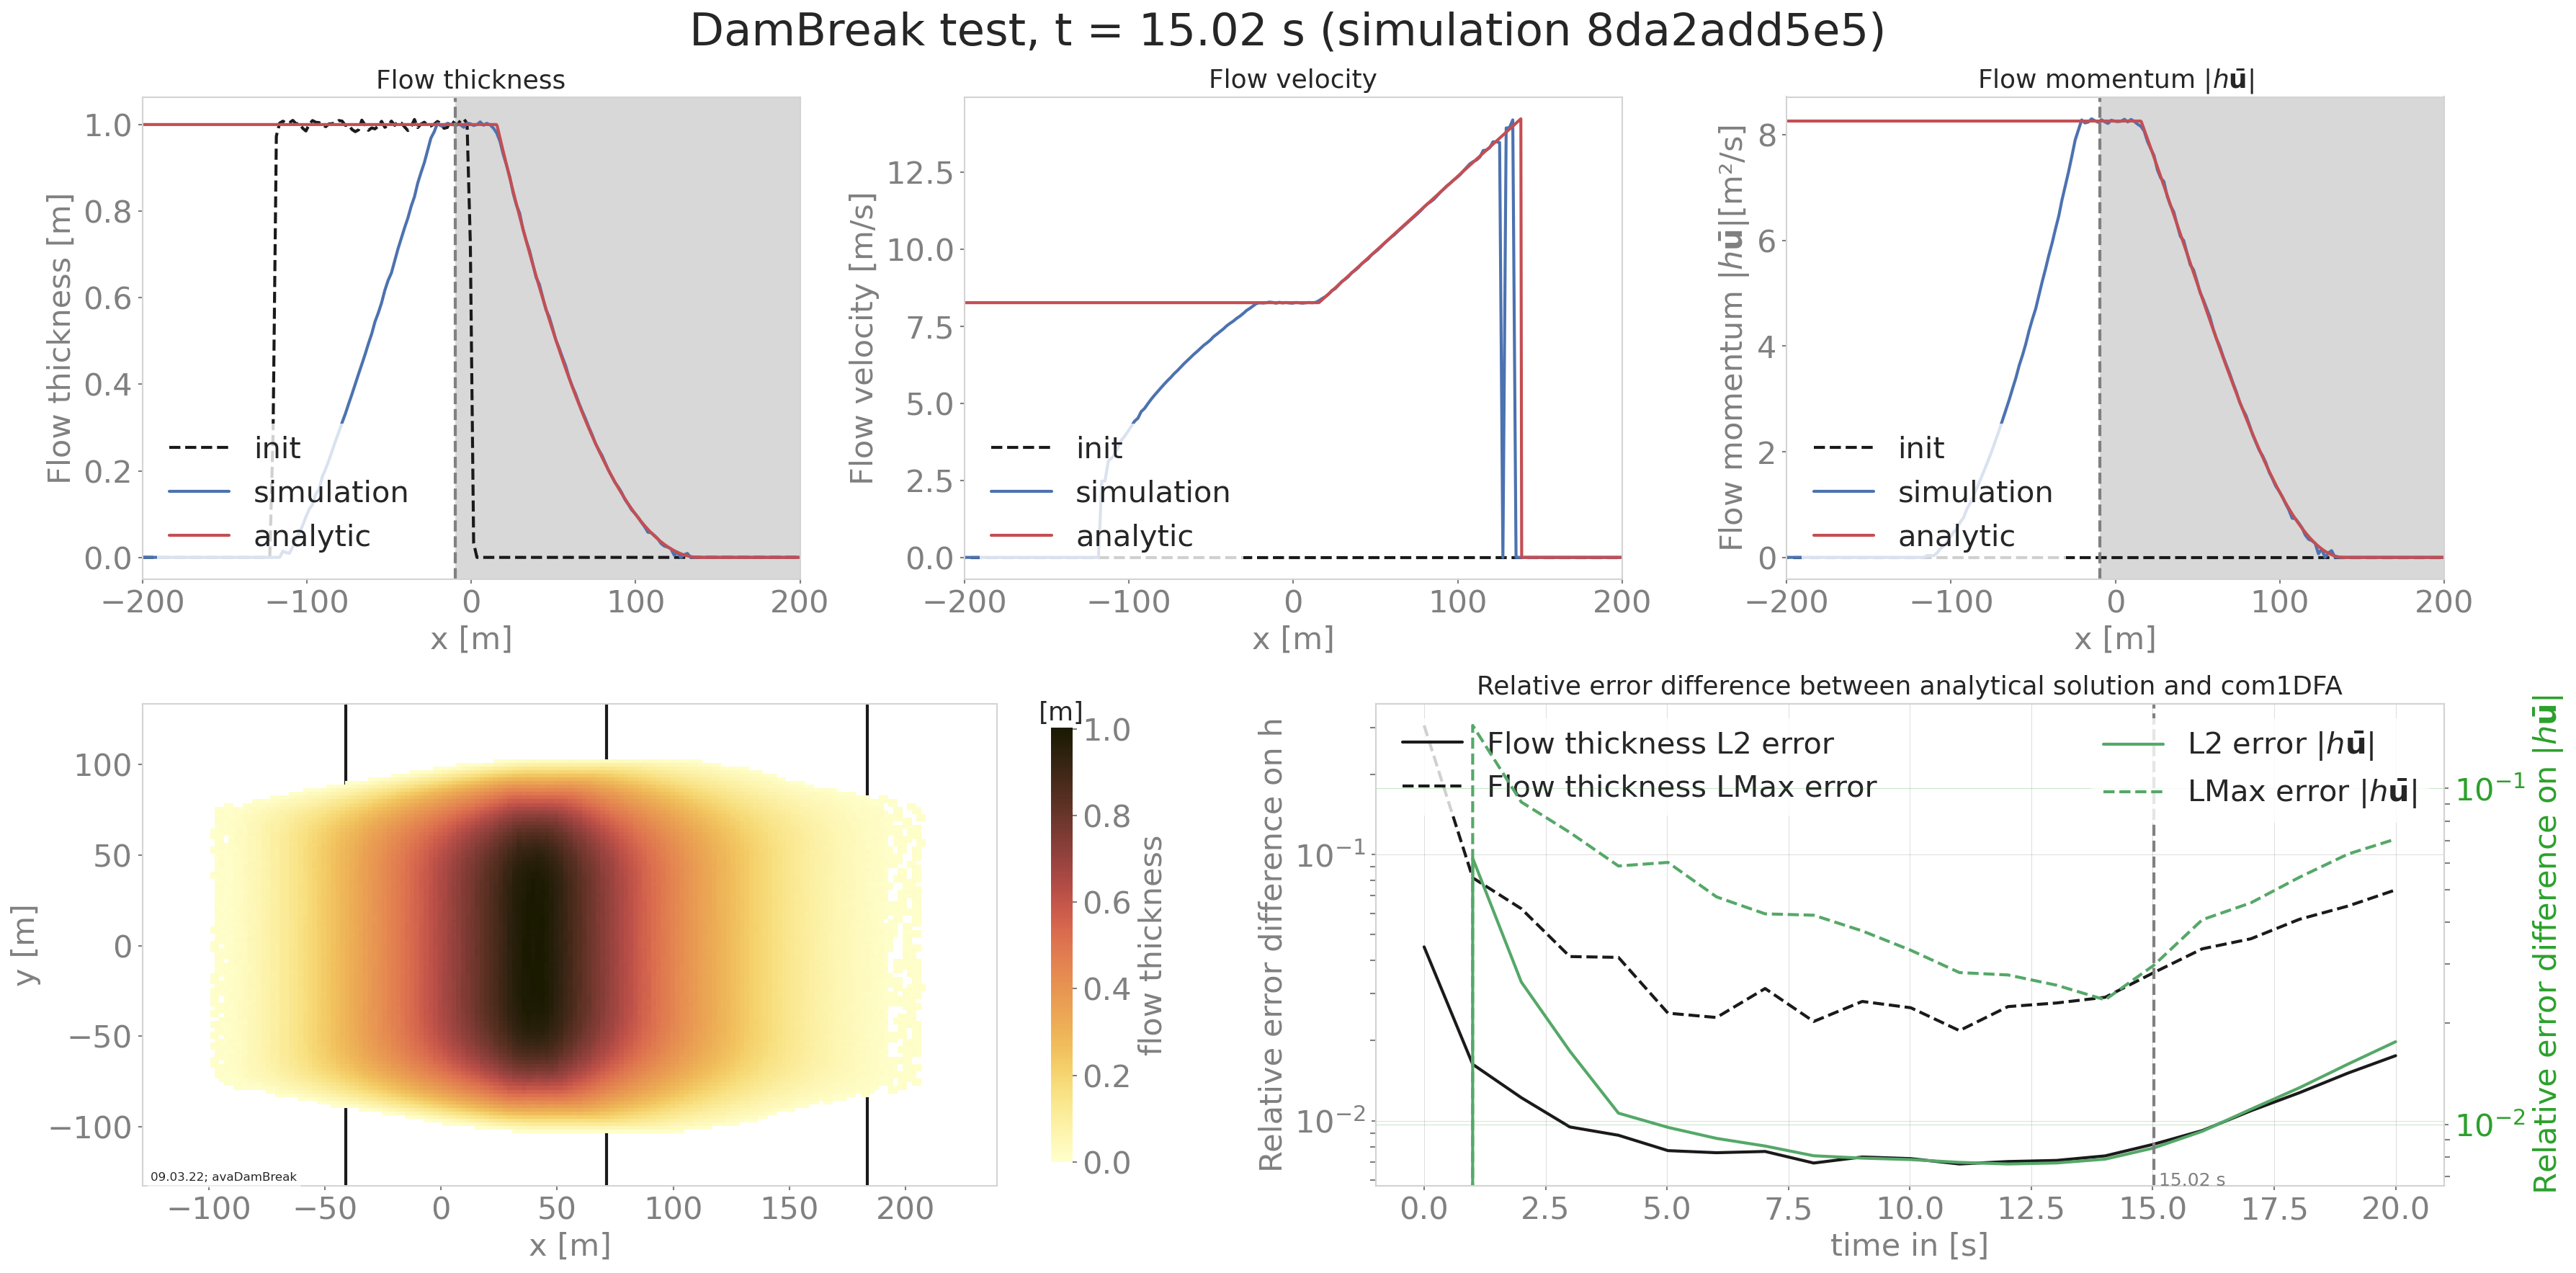 DamBreak test, t = 15.02 s (simulation 8da2add5e5)
Flow thickness
Flow thickness [m]
1.0
0.8
0.6
0.4
0.2
0.0
init
simulation
analytic
−200 −100 0 100 200
x [m]
Flow velocity
Flow velocity [m/s]
12.5
10.0
7.5
5.0
2.5
0.0
init
simulation
analytic
−200 −100 0 100 200
x [m]
Flow momentum |hū|
Flow momentum |hū|[m²/s]
8
6
4
2
0
init
simulation
analytic
−200 −100 0 100 200
x [m]
y [m]
100
50
0
−50
−100
09.03.22; avaDamBreak
−100 −50 0 50 100 150 200
x [m]
[m]
1.0
0.8
0.6
0.4
0.2
0.0
flow thickness
Relative error difference between analytical solution and com1DFA
Relative error difference on h
10⁻¹
10⁻²
Flow thickness L2 error
Flow thickness LMax error
L2 error |hū|
LMax error |hū|
15.02 s
10⁻¹
10⁻²
Relative error difference on |hū|
0.0 2.5 5.0 7.5 10.0 12.5 15.0 17.5 20.0
time in [s]